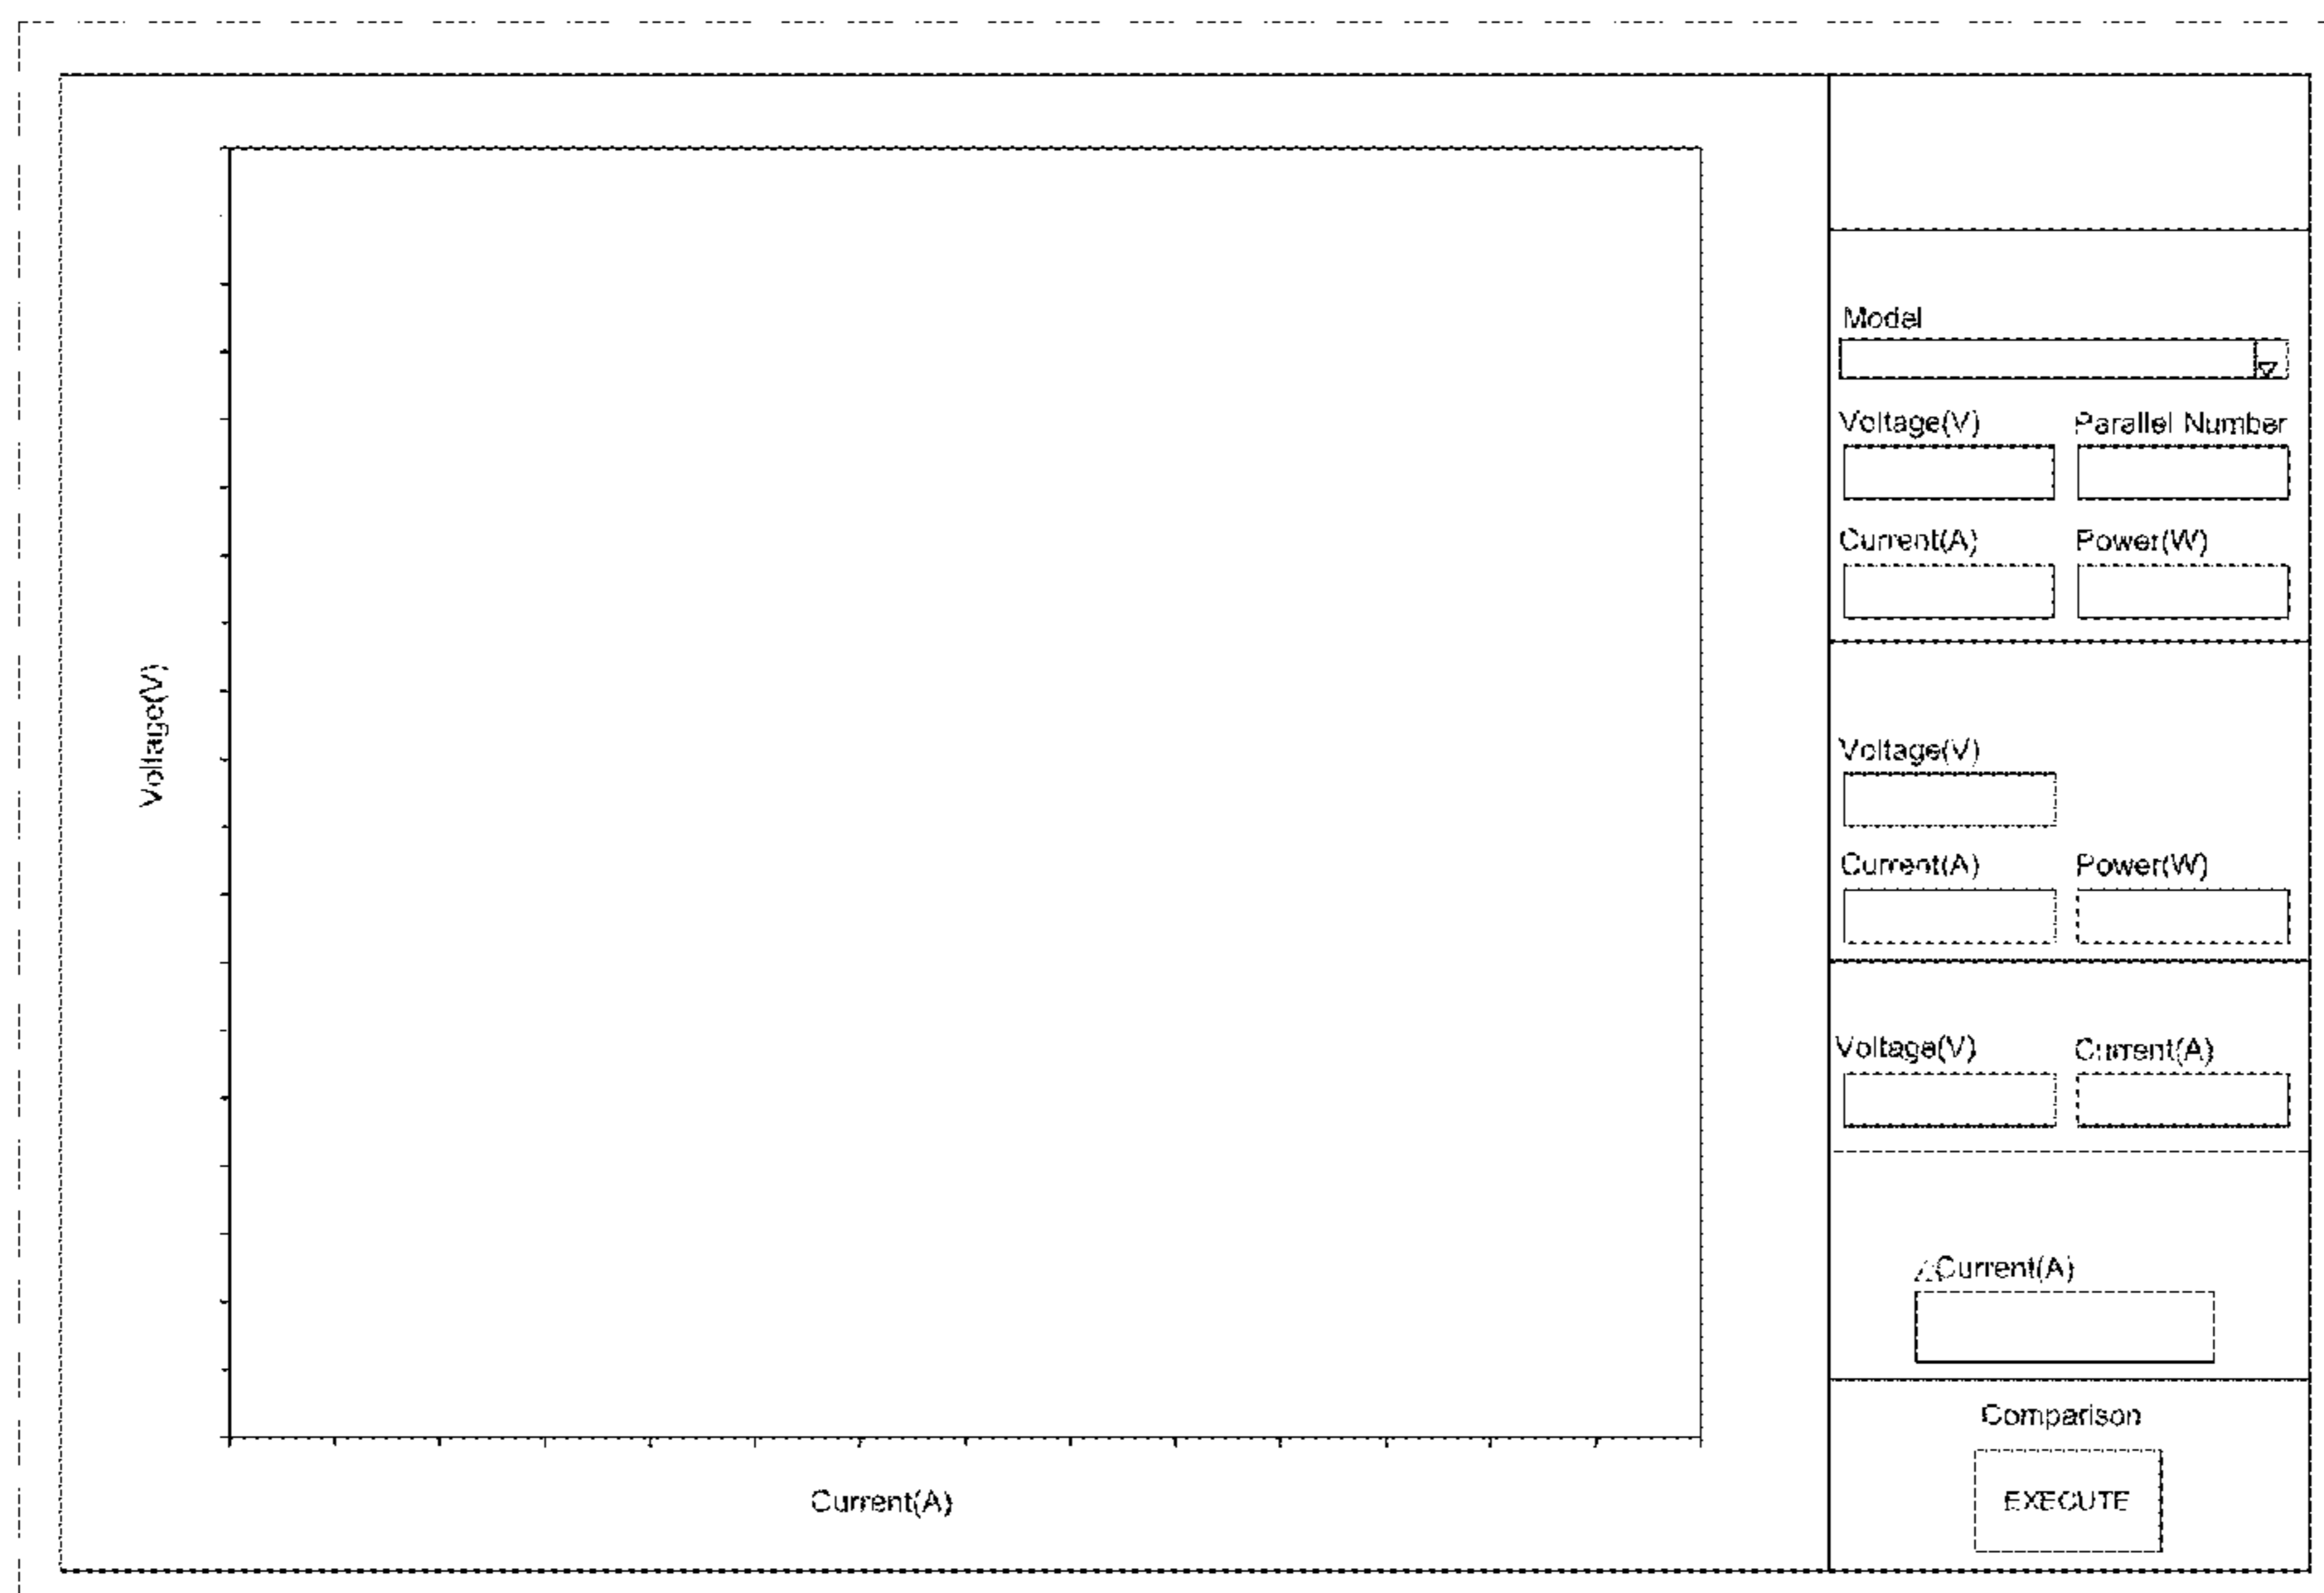 Voltage(V)
Current(A)
Model
Voltage(V) Parallel Number
Current(A) Power(W)
Voltage(V)
Current(A) Power(W)
Voltage(V) Current(A)
△Current(A)
Comparison
EXECUTE